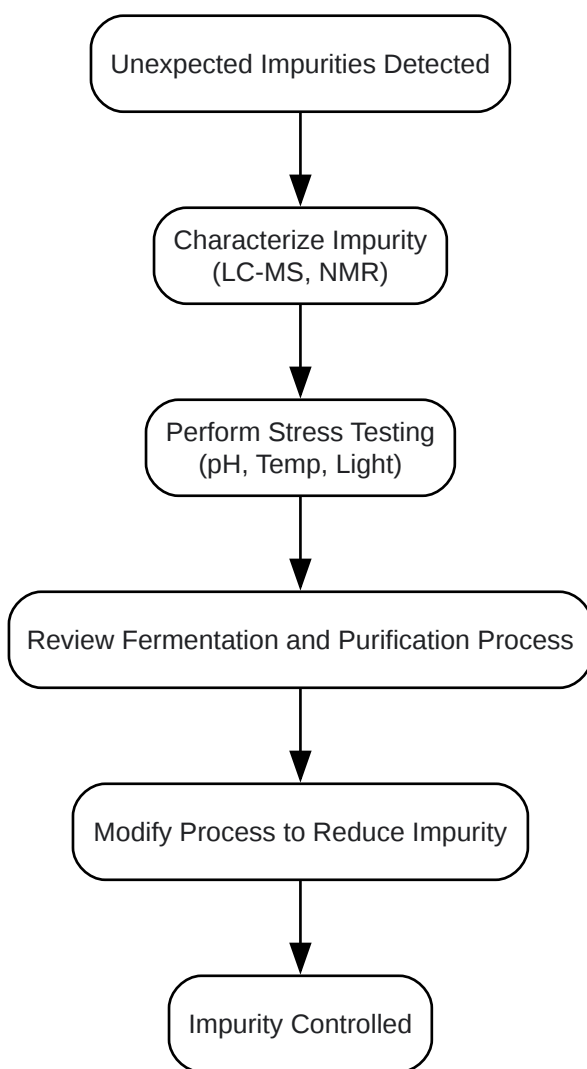 Unexpected Impurities Detected
Characterize Impurity
(LC-MS, NMR)
Perform Stress Testing
(pH, Temp, Light)
Review Fermentation and Purification Process
Modify Process to Reduce Impurity
Impurity Controlled